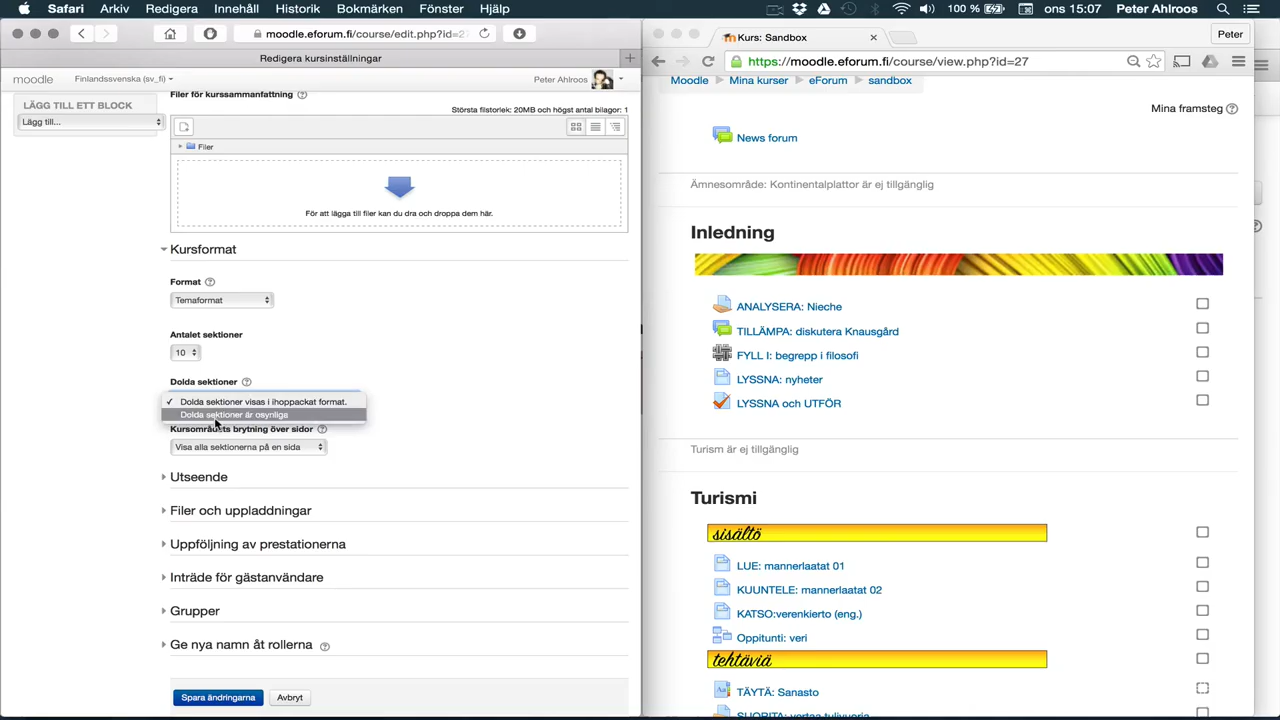 Safari Arkiv Redigera Innehåll Historik Bokmärken Fönster Hjälp
100 % ons 15:07 Peter Ahlroos
moodle.eforum.fi/course/edit.php?id=27
Redigera kursinställningar
moodle Finlandssvenska (sv_fi) Peter Ahlroos
LÄGG TILL ETT BLOCK
Lägg till...
Filer för kurssammanfattning
Största filstorlek: 20MB och högst antal bilagor: 1
Filer
För att lägga till filer kan du dra och droppa dem här.
Kursformat
Format
Temaformat
Antalet sektioner
10
Dolda sektioner
✓ Dolda sektioner visas i ihoppackat format.
Dolda sektioner är osynliga
Kursområdets brytning över sidor
Visa alla sektionerna på en sida
Utseende
Filer och uppladdningar
Uppföljning av prestationerna
Inträde för gästanvändare
Grupper
Ge nya namn åt rollerna
Spara ändringarna Avbryt
Kurs: Sandbox
Peter
https://moodle.eforum.fi/course/view.php?id=27
Moodle Mina kurser eForum sandbox
Mina framsteg
News forum
Ämnesområde: Kontinentalplattor är ej tillgänglig
Inledning
ANALYSERA: Nieche
TILLÄMPA: diskutera Knausgård
FYLL I: begrepp i filosofi
LYSSNA: nyheter
LYSSNA och UTFÖR
Turism är ej tillgänglig
Turismi
sisältö
LUE: mannerlaatat 01
KUUNTELE: mannerlaatat 02
KATSO:verenkierto (eng.)
Oppitunti: veri
tehtäviä
TÄYTÄ: Sanasto
SUORITA: vertaa tulivuoria